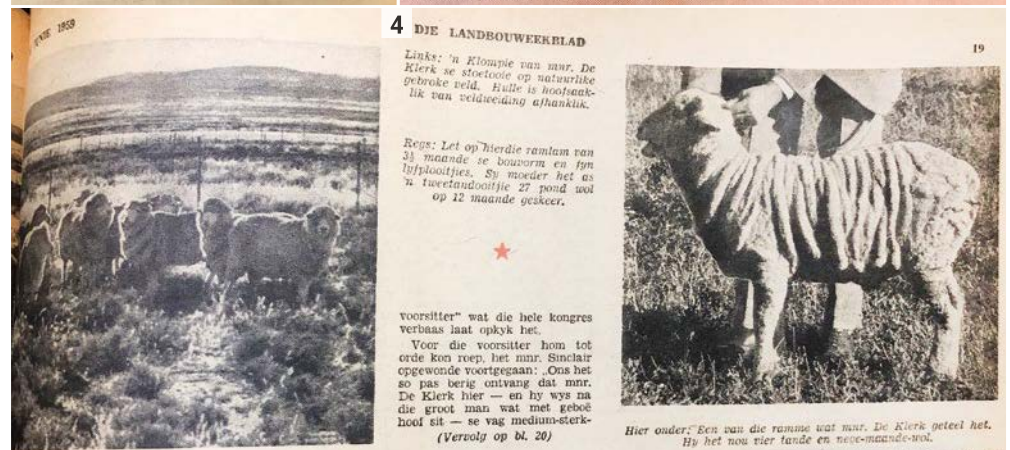 JUNIE 1959
4
DIE LANDBOUWEEKBLAD
19
Links: 'n Klompie van mnr. De
Klerk se stoetooie op natuurlike
gebroke veld. Hulle is hoofsaak-
lik van veldweiding afhanklik.
Regs: Let op hierdie ramlam van
3½ maande se bouvorm en fyn
lyfplooitjies. Sy moeder het as
'n tweetandooitjie 27 pond wol
op 12 maande geskeer.
voorsitter" wat die hele kongres
verbaas laat opkyk het.
Voor die voorsitter hom tot
orde kon roep, het mnr. Sinclair
opgewonde voortgegaan: „Ons het
so pas berig ontvang dat mnr.
De Klerk hier — en hy wys na
die groot man wat met geboë
hoof sit — se vag medium-sterk-
(Vervolg op bl. 20)
Hier onder: Een van die ramme wat mnr. De Klerk geteel het.
Hy het nou vier tande en nege-maande-wol.